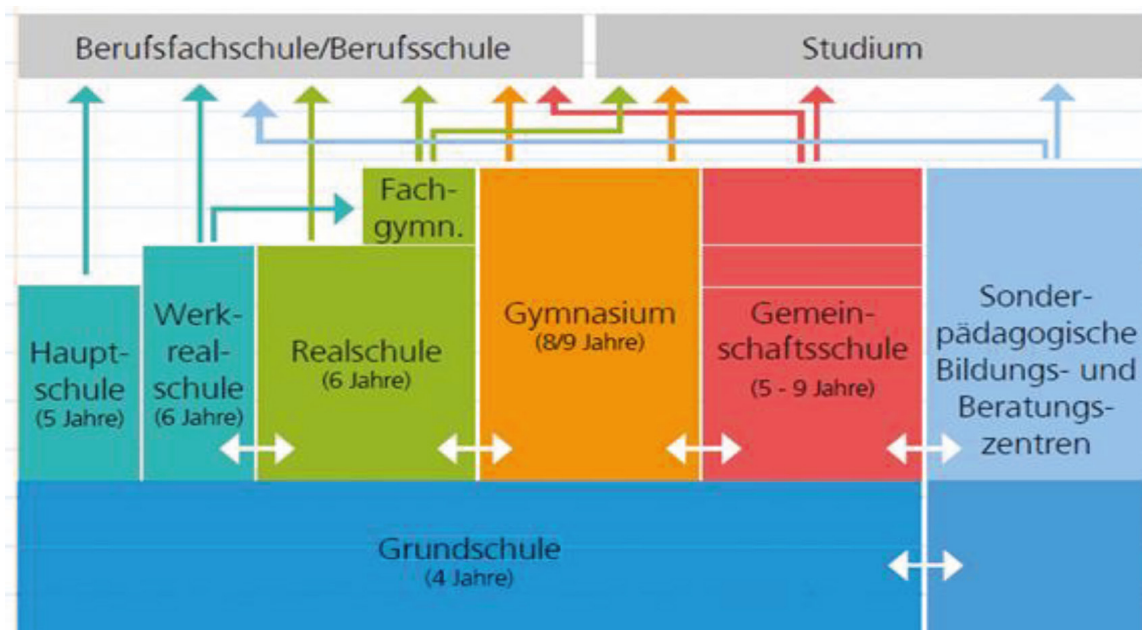 Berufsfachschule/Berufsschule
Studium
Fach-
gymn.
Haupt-
schule
(5 Jahre)
Werk-
real-
schule
(6 Jahre)
Realschule
(6 Jahre)
Gymnasium
(8/9 Jahre)
Gemein-
schaftsschule
(5 - 9 Jahre)
Sonder-
pädagogische
Bildungs- und
Beratungs-
zentren
Grundschule
(4 Jahre)